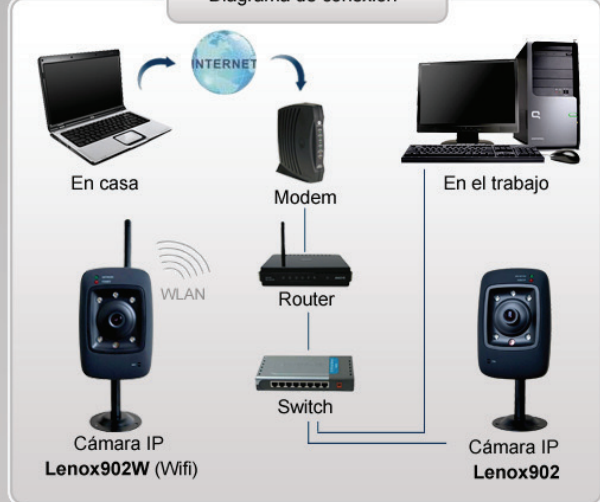 Diagrama de conexión
INTERNET
En casa
Modem
En el trabajo
WLAN
Router
Switch
Cámara IP
Lenox902W (Wifi)
Cámara IP
Lenox902